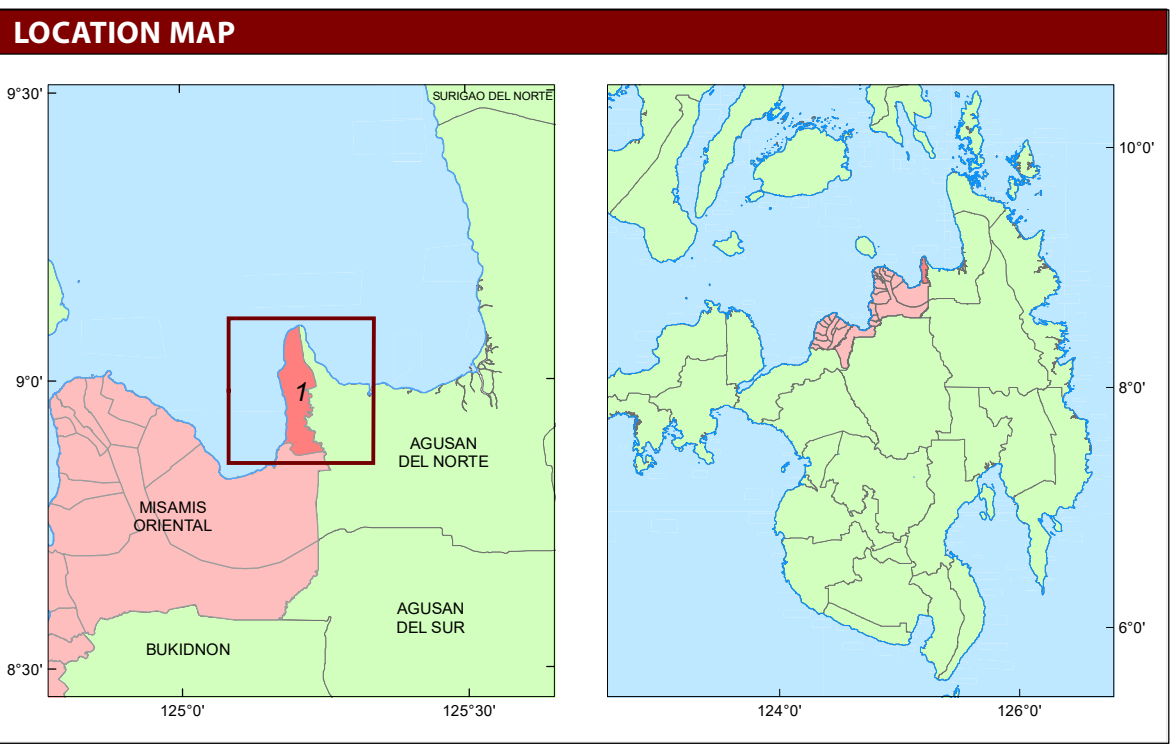 LOCATION MAP
9°30'
SURIGAO DEL NORTE
10°0'
9°0'
1
8°0'
AGUSAN
DEL NORTE
MISAMIS
ORIENTAL
AGUSAN
DEL SUR
6°0'
BUKIDNON
8°30'
125°0'
125°30'
124°0'
126°0'